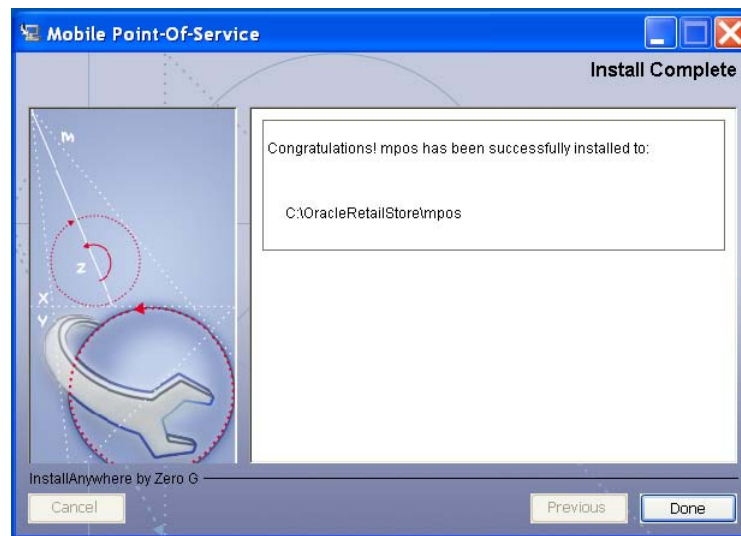 Mobile Point-Of-Service
Install Complete
M
Z
X
Y
Congratulations! mpos has been successfully installed to:
C:\OracleRetailStore\mpos
InstallAnywhere by Zero G
Cancel
Previous
Done